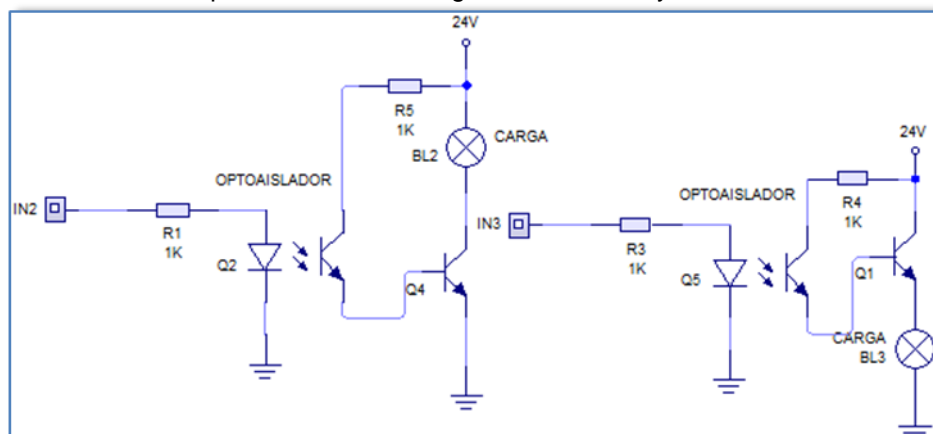 24V
R5
1K
CARGA
BL2
OPTOAISLADOR
IN2
R1
1K
Q2
Q4
24V
OPTOAISLADOR
R4
1K
IN3
R3
1K
Q5
Q1
CARGA
BL3